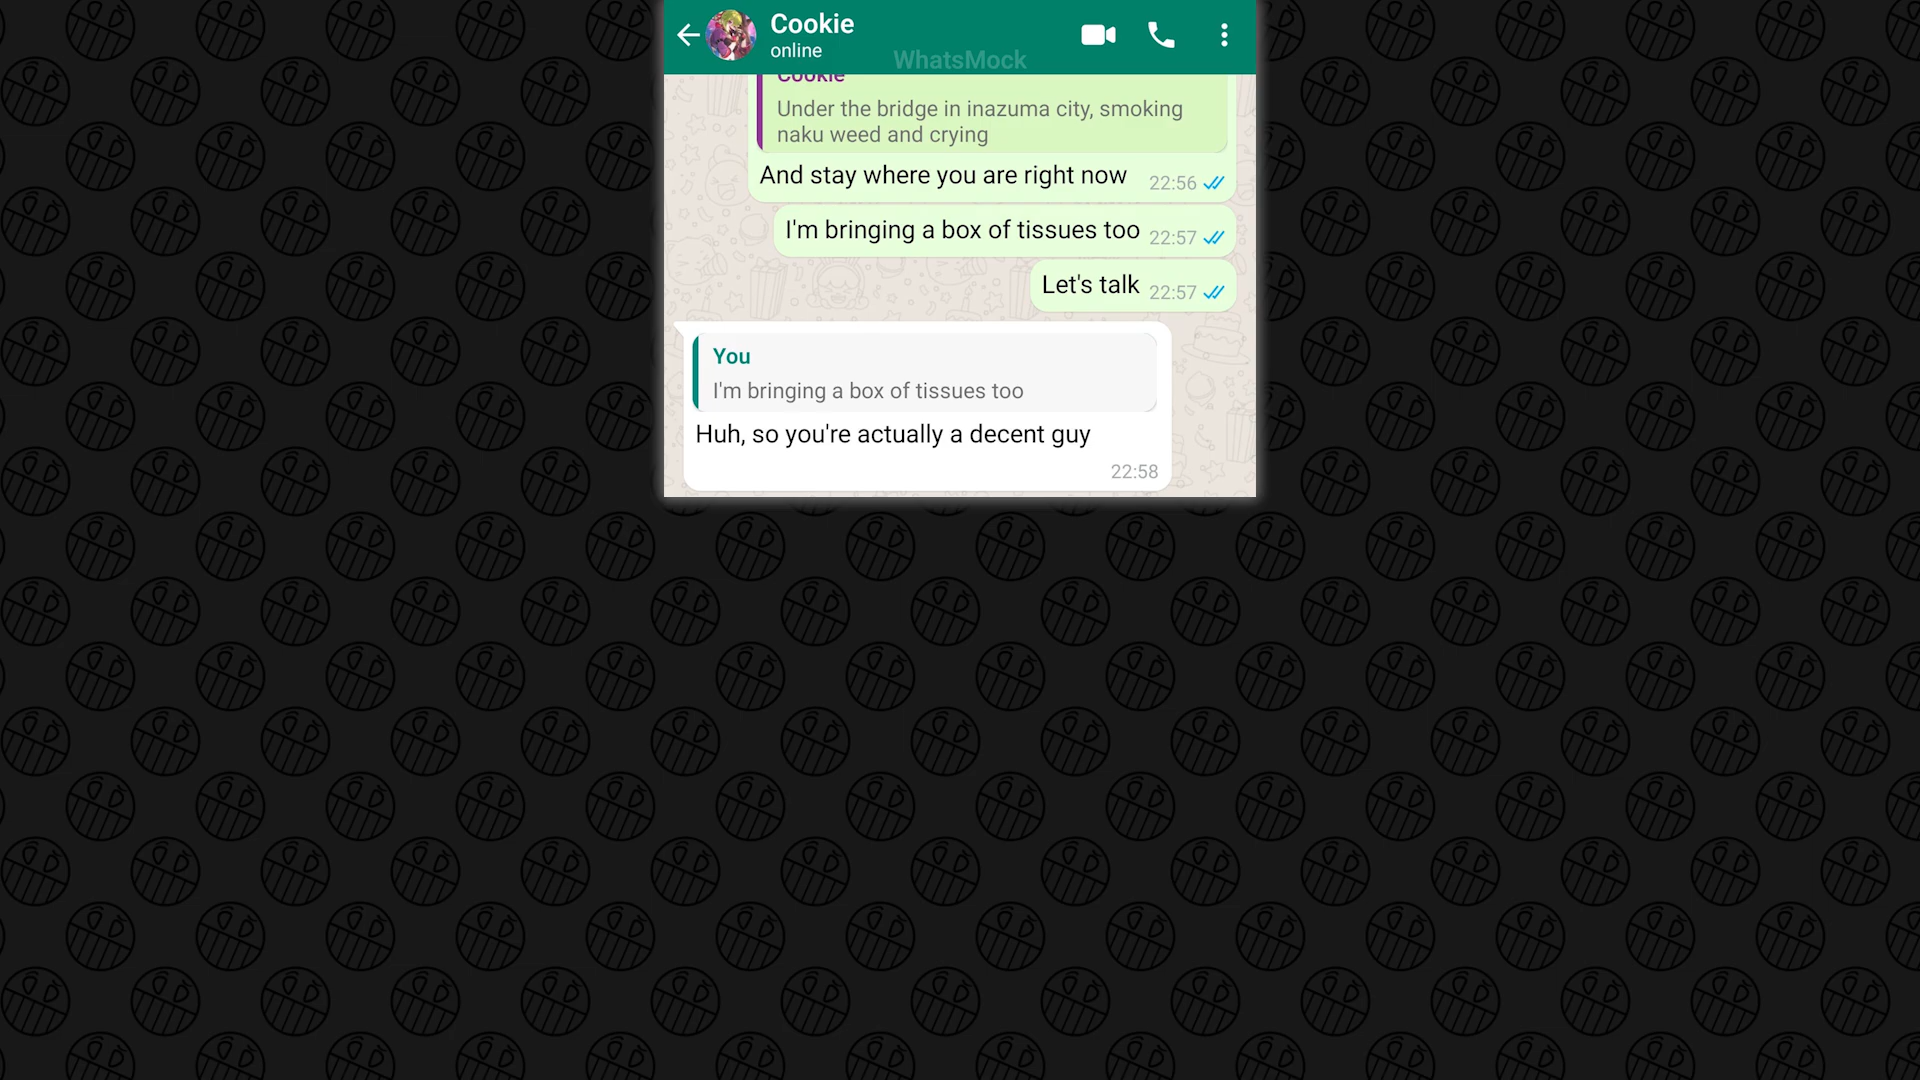 Cookie
online
WhatsMock
Cookie
Under the bridge in inazuma city, smoking
naku weed and crying
And stay where you are right now
22:56
I'm bringing a box of tissues too
22:57
Let's talk
22:57
You
I'm bringing a box of tissues too
Huh, so you're actually a decent guy
22:58